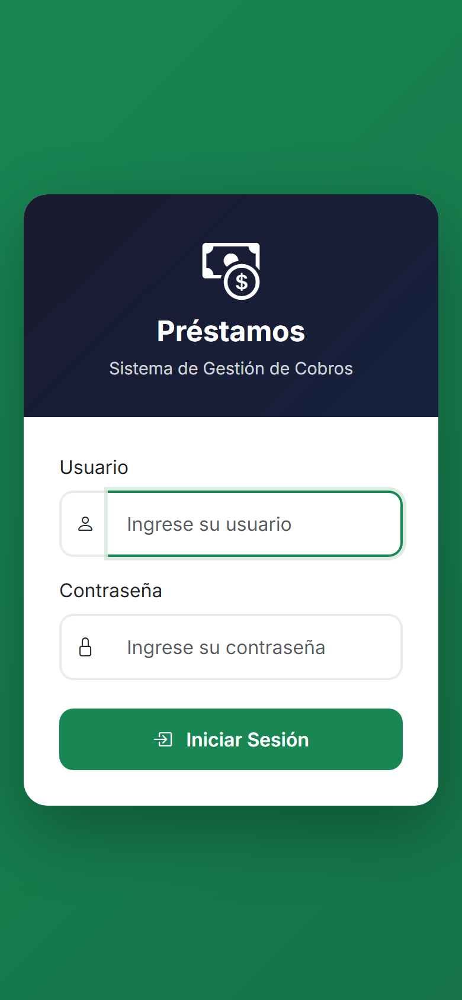 $
Préstamos
Sistema de Gestión de Cobros
Usuario
Ingrese su usuario
Contraseña
Ingrese su contraseña
Iniciar Sesión